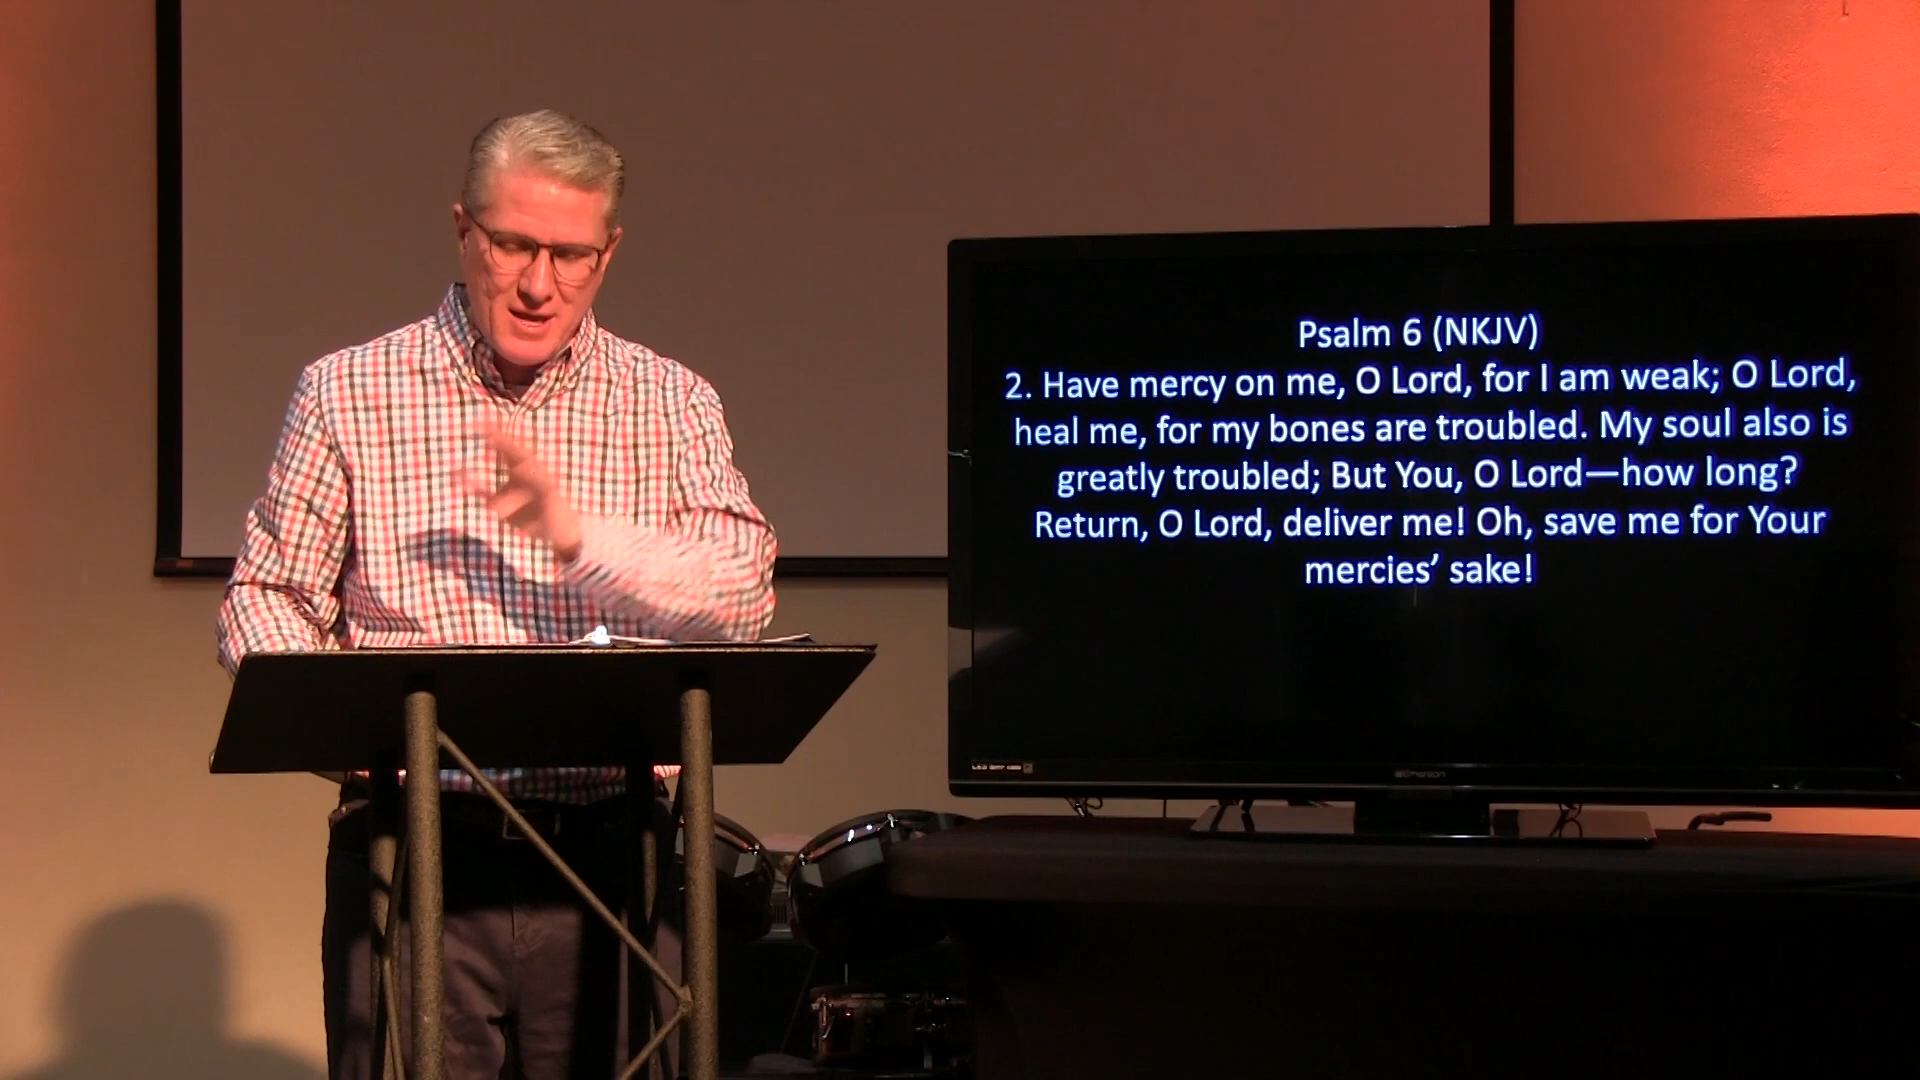 Psalm 6 (NKJV)
2. Have mercy on me, O Lord, for I am weak; O Lord,
heal me, for my bones are troubled. My soul also is
greatly troubled; But You, O Lord—how long?
Return, O Lord, deliver me! Oh, save me for Your
mercies’ sake!
Emerson